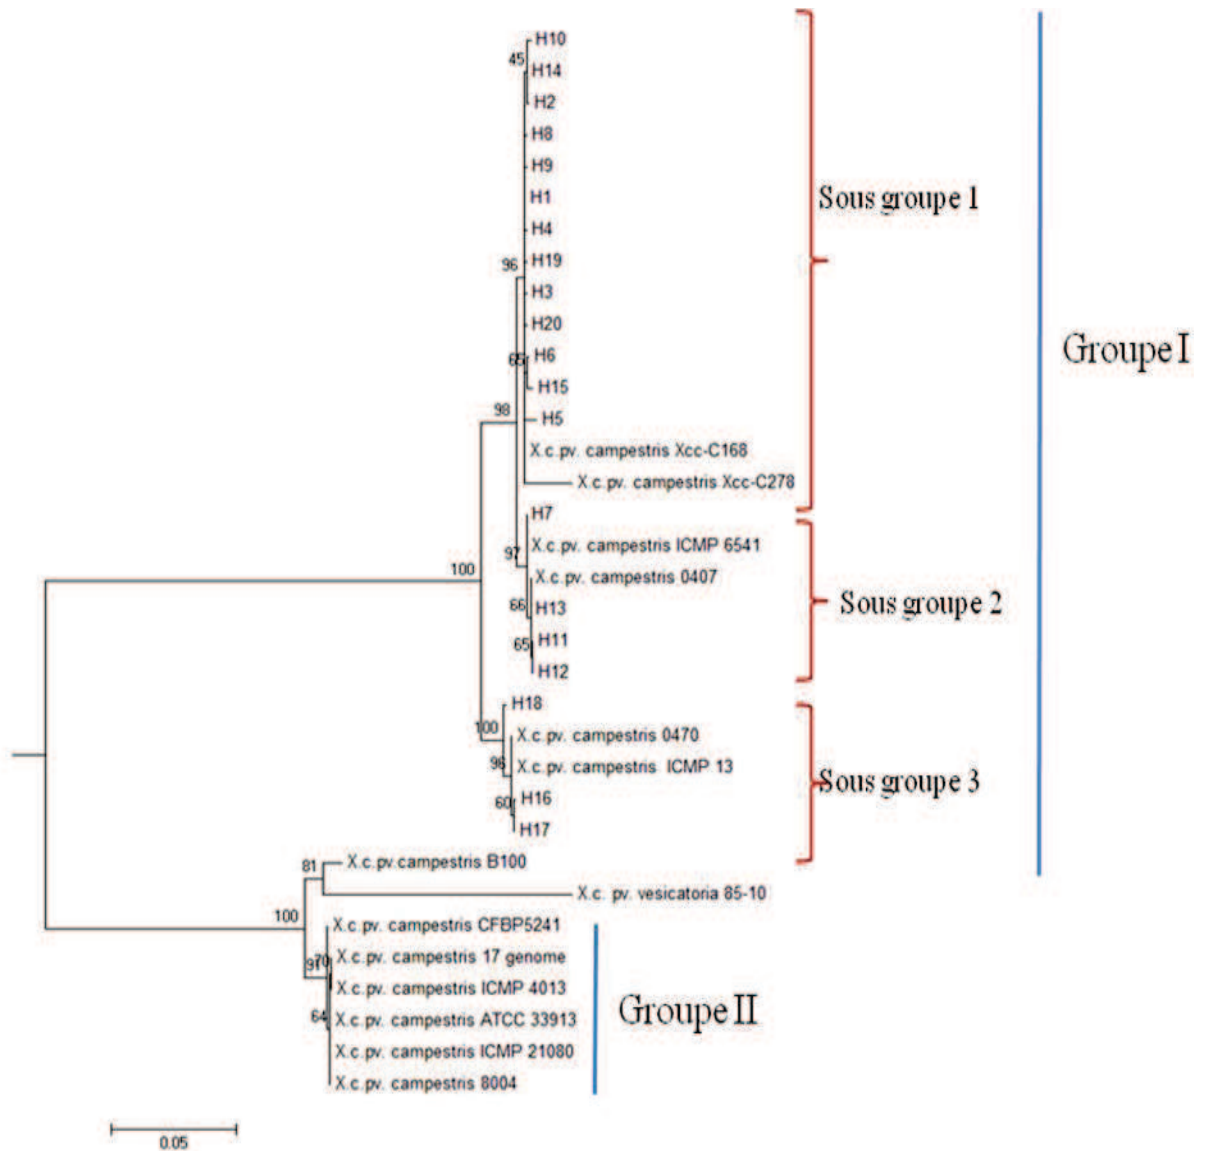 H10
45
H14
H2
H8
H9
H1
Sous groupe 1
H4
96
H19
H3
H20
Groupe I
65
H6
H15
98
H5
X.c.pv. campestris Xcc-C168
X.c.pv. campestris Xcc-C278
H7
97
X.c.pv. campestris ICMP 6541
100
X.c.pv. campestris 0407
66
H13
Sous groupe 2
65
H11
H12
H18
100
X.c.pv. campestris 0470
96
X.c.pv. campestris ICMP 13
Sous groupe 3
60
H16
H17
81
X.c.pv.campestris B100
X.c. pv. vesicatoria 85-10
100
X.c.pv. campestris CFBP5241
91
70
X.c.pv. campestris 17 genome
X.c.pv. campestris ICMP 4013
Groupe II
64
X.c.pv. campestris ATCC 33913
X.c.pv. campestris ICMP 21080
X.c.pv. campestris 8004
0.05